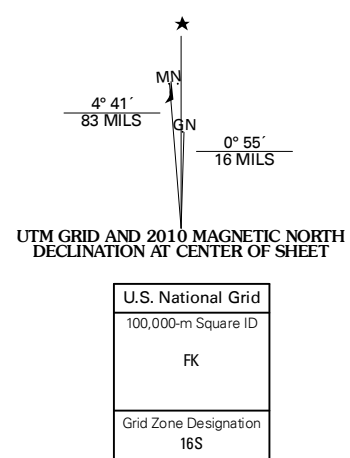 ★
MN
4° 41´
83 MILS
GN
0° 55´
16 MILS
UTM GRID AND 2010 MAGNETIC NORTH
DECLINATION AT CENTER OF SHEET
U.S. National Grid
100,000-m Square ID
FK
Grid Zone Designation
16S